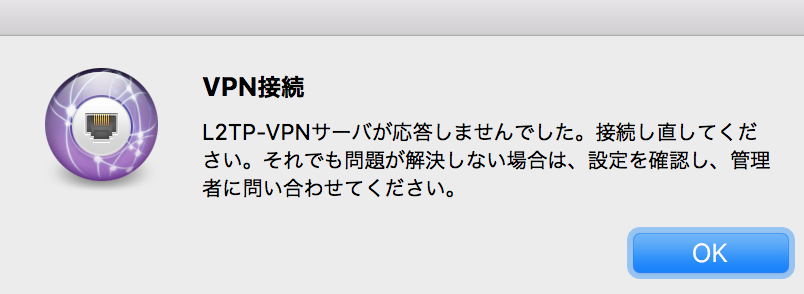 VPN接続
L2TP-VPNサーバが応答しませんでした。接続し直してくだ
さい。それでも問題が解決しない場合は、設定を確認し、管理
者に問い合わせてください。
OK